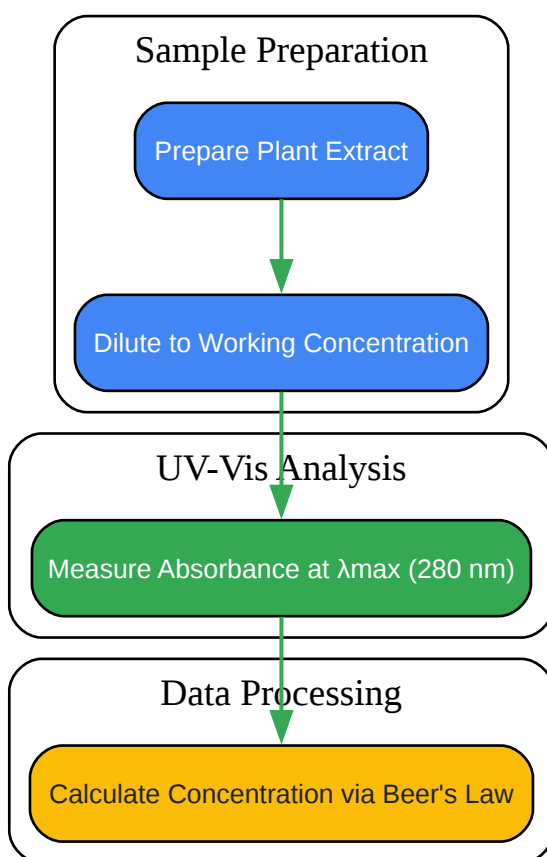 Sample Preparation
Prepare Plant Extract
Dilute to Working Concentration
UV-Vis Analysis
Measure Absorbance at λmax (280 nm)
Data Processing
Calculate Concentration via Beer's Law